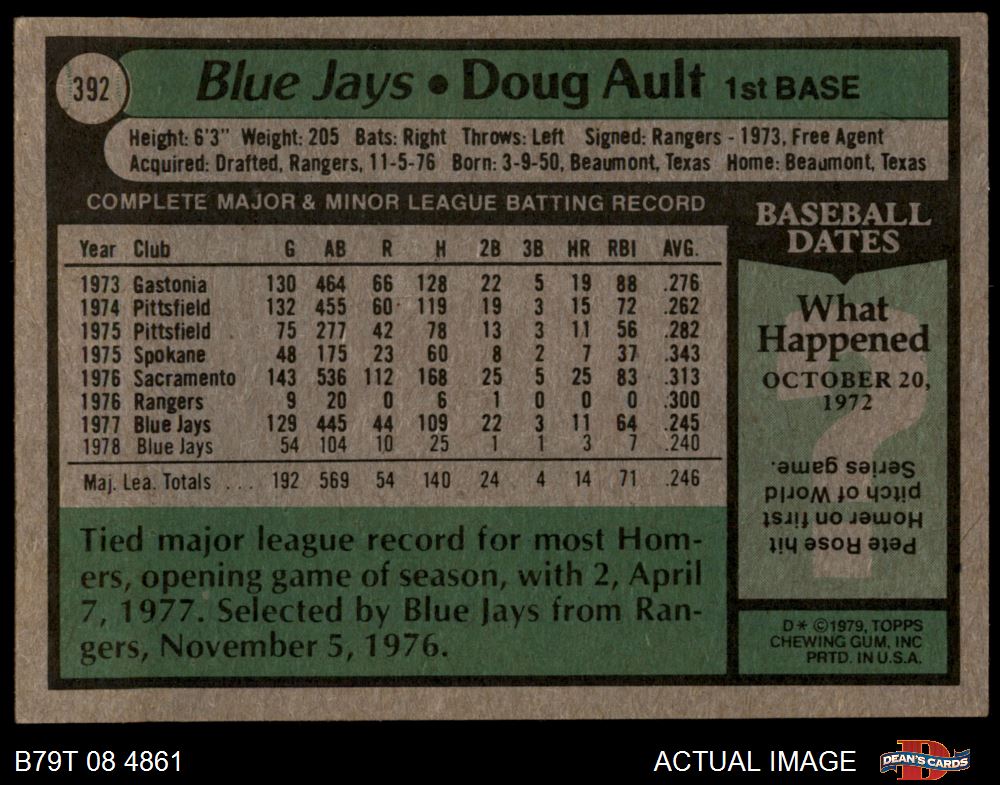 392
Blue Jays • Doug Ault 1st BASE
Height: 6'3" Weight: 205 Bats: Right Throws: Left Signed: Rangers - 1973, Free Agent
Acquired: Drafted, Rangers, 11-5-76 Born: 3-9-50, Beaumont, Texas Home: Beaumont, Texas
COMPLETE MAJOR & MINOR LEAGUE BATTING RECORD
Year Club G AB R H 2B 3B HR RBI AVG.
1973 Gastonia 130 464 66 128 22 5 19 88 .276
1974 Pittsfield 132 455 60 119 19 3 15 72 .262
1975 Pittsfield 75 277 42 78 13 3 11 56 .282
1975 Spokane 48 175 23 60 8 2 7 37 .343
1976 Sacramento 143 536 112 168 25 5 25 83 .313
1976 Rangers 9 20 0 6 1 0 0 0 .300
1977 Blue Jays 129 445 44 109 22 3 11 64 .245
1978 Blue Jays 54 104 10 25 1 1 3 7 .240
Maj. Lea. Totals ... 192 569 54 140 24 4 14 71 .246
Tied major league record for most Hom-
ers, opening game of season, with 2, April
7, 1977. Selected by Blue Jays from Ran-
gers, November 5, 1976.
BASEBALL
DATES
What
Happened
OCTOBER 20,
1972
?
Pete Rose hit
Homer on first
pitch of World
Series game.
D* ©1979, TOPPS
CHEWING GUM, INC
PRTD. IN U.S.A.
B79T 08 4861
ACTUAL IMAGE
D
DEAN'S CARDS